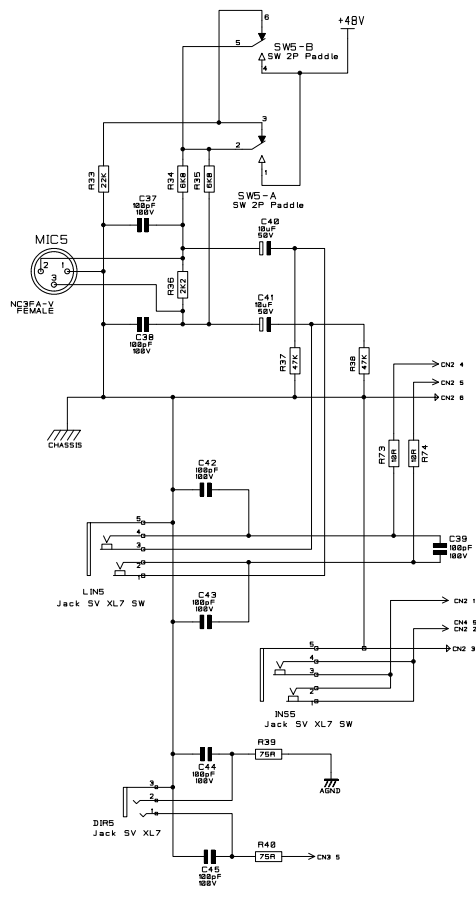 6
+48V
5
SW5-B
SW 2P Paddle
4
3
2
1
R33
22K
R34
6K8
R35
6K8
SW5-A
SW 2P Paddle
C37
100pF
100V
C40
10uF
50V
MIC5
2
1
3
NC3FA-V
FEMALE
R36
2K2
C41
10uF
50V
C38
100pF
100V
R37
47K
R38
47K
CN2 4
CN2 5
CN2 6
CHASSIS
R73
10R
10R
R74
C42
100pF
100V
5
4
3
2
1
C39
100pF
100V
LIN5
Jack SV XL7 SW
C43
100pF
100V
CN2 1
CN4 5
CN2 2
CN2 3
5
4
3
2
1
INS5
Jack SV XL7 SW
R39
75R
C44
100pF
100V
AGND
3
2
1
DIR5
Jack SV XL7
R40
75R
CN3 5
C45
100pF
100V